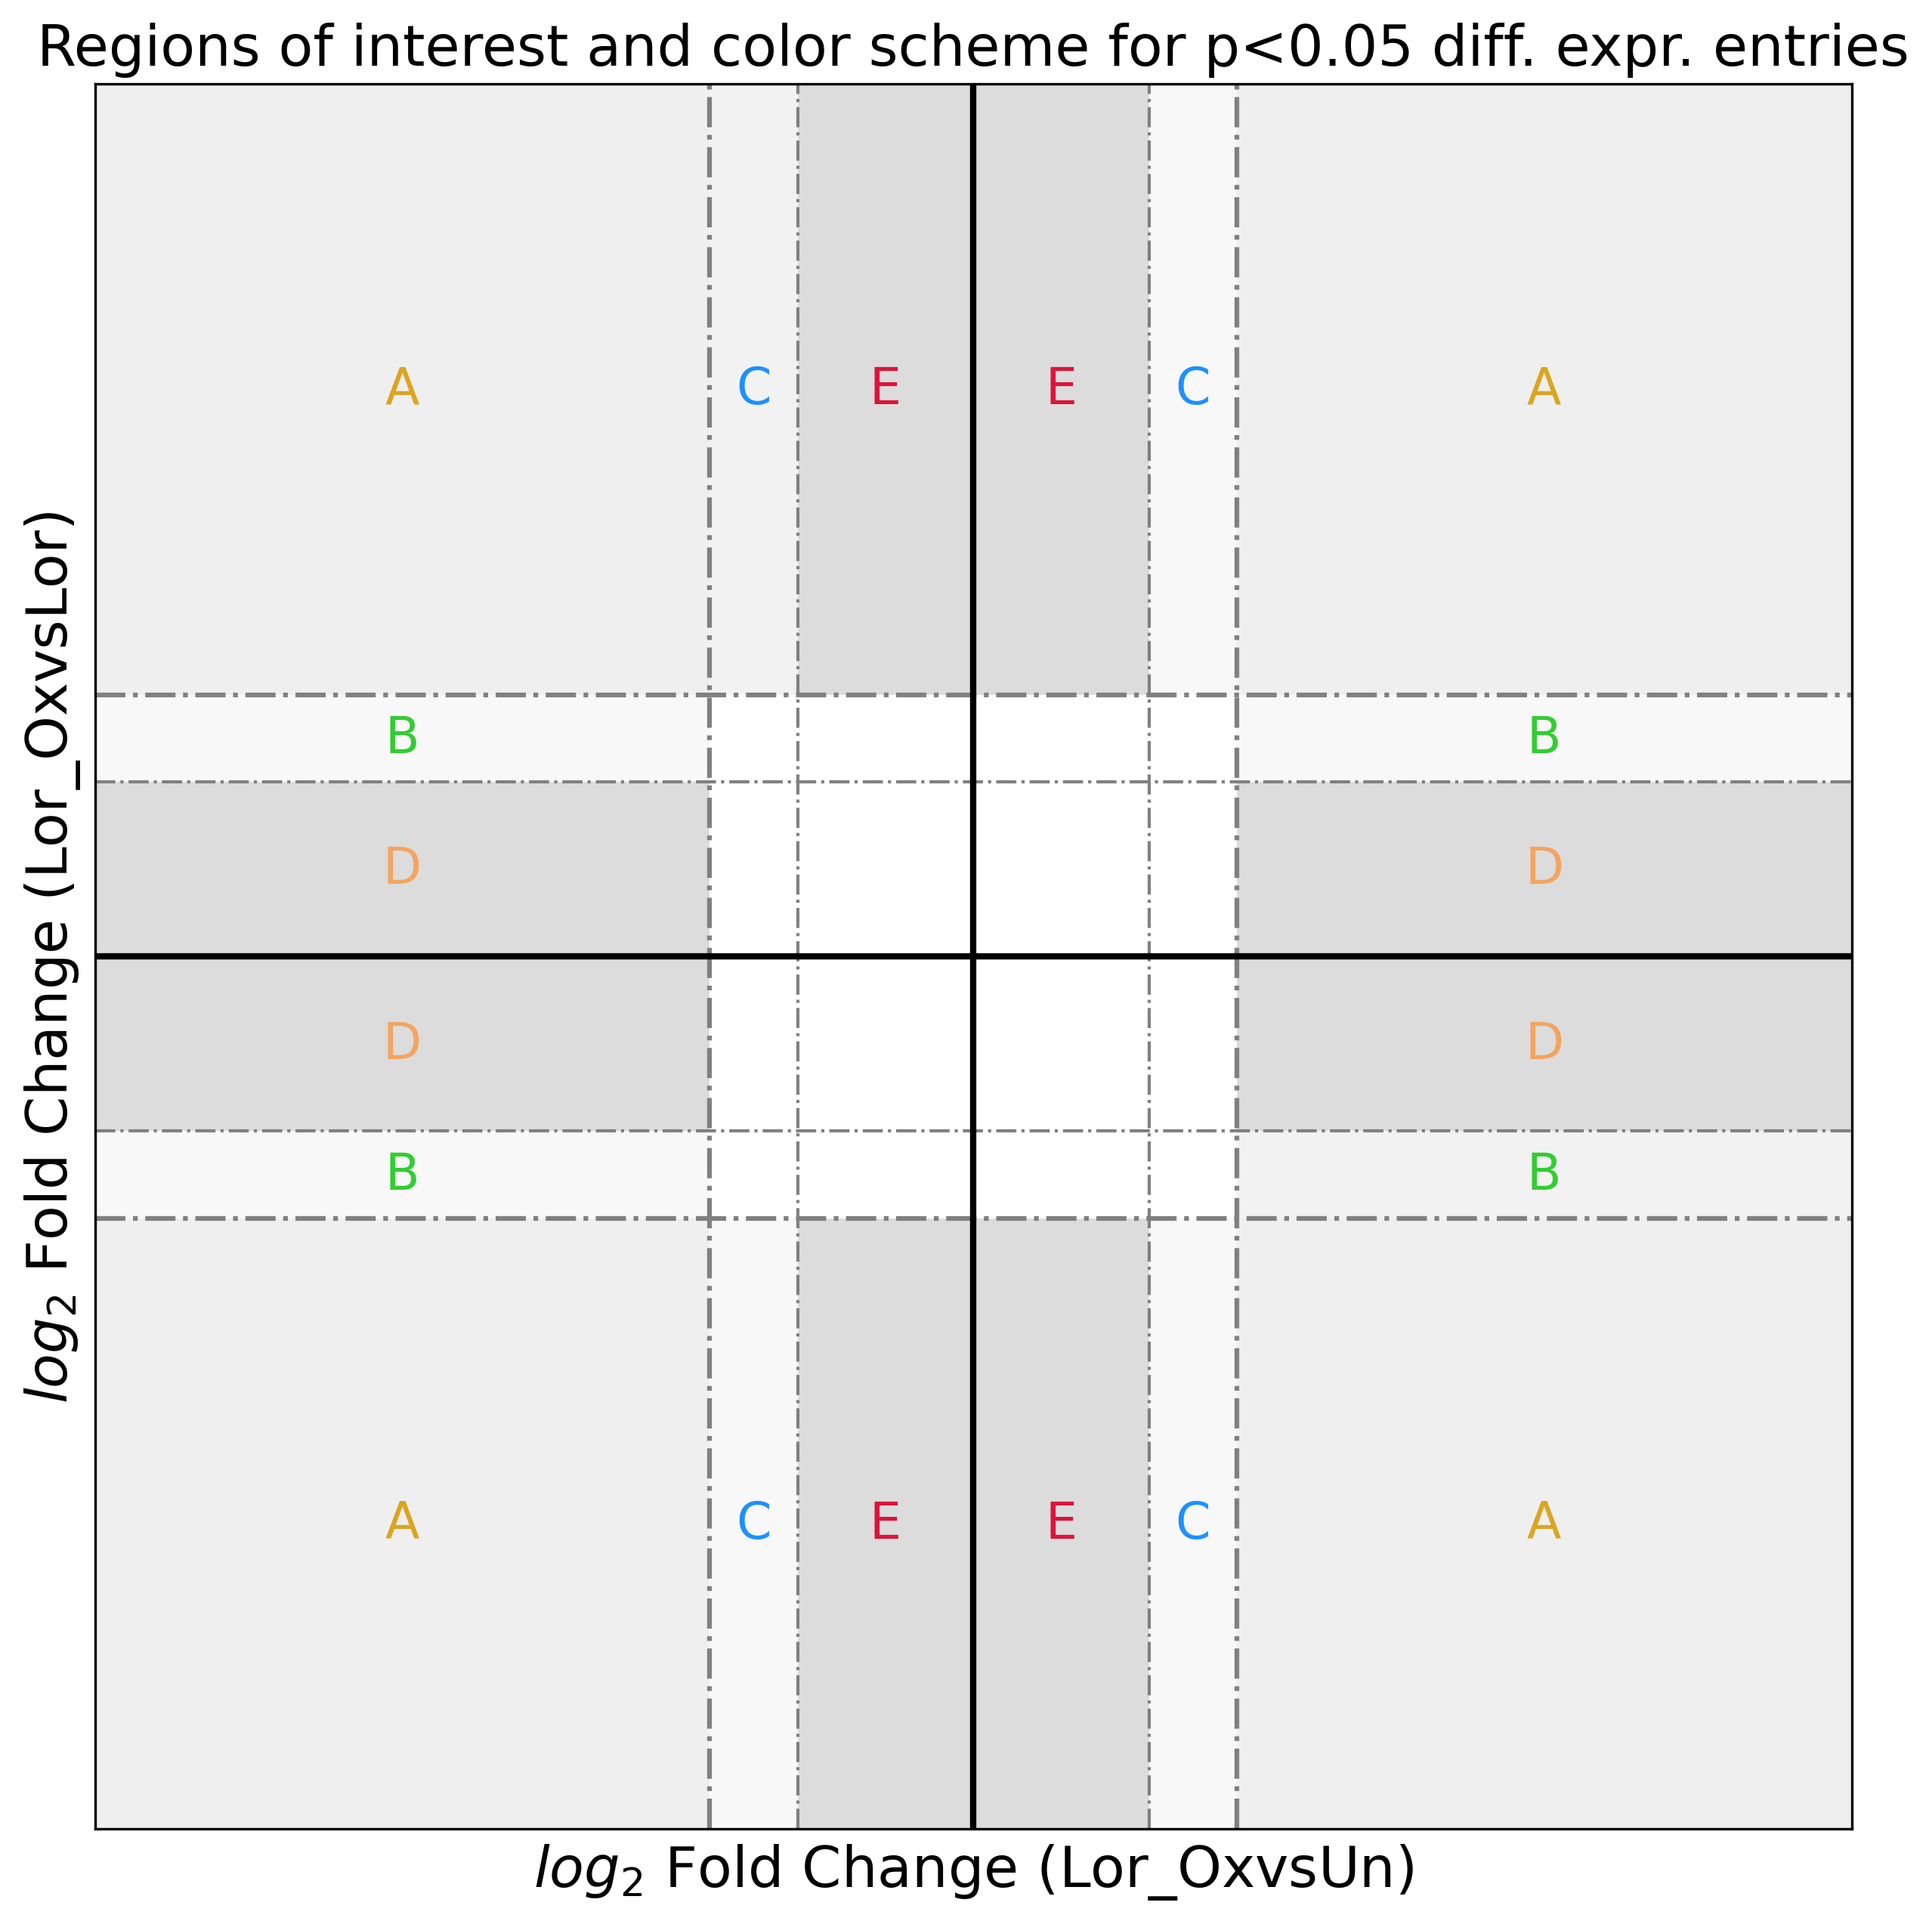 Regions of interest and color scheme for p<0.05 diff. expr. entries
log₂ Fold Change (Lor_OxvsLor)
A C E E C A
B B
D D
D D
B B
A C E E C A
log₂ Fold Change (Lor_OxvsUn)